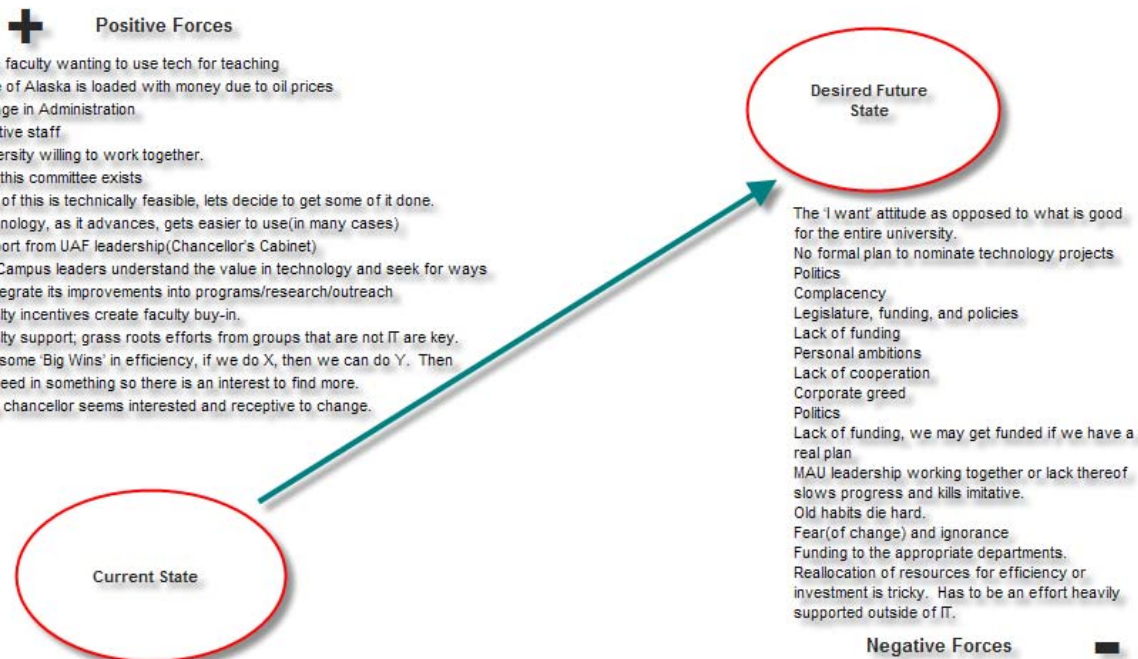 + Positive Forces
faculty wanting to use tech for teaching
of Alaska is loaded with money due to oil prices
in Administration
staff
willing to work together.
this committee exists
of this is technically feasible, lets decide to get some of it done.
as it advances, gets easier to use(in many cases)
from UAF leadership(Chancellor's Cabinet)
Campus leaders understand the value in technology and seek for ways
its improvements into programs/research/outreach
incentives create faculty buy-in.
support; grass roots efforts from groups that are not IT are key.
some 'Big Wins' in efficiency, if we do X, then we can do Y. Then
in something so there is an interest to find more.
chancellor seems interested and receptive to change.
Current State
Desired Future
State
The 'I want' attitude as opposed to what is good
for the entire university.
No formal plan to nominate technology projects
Politics
Complacency
Legislature, funding, and policies
Lack of funding
Personal ambitions
Lack of cooperation
Corporate greed
Politics
Lack of funding, we may get funded if we have a
real plan
MAU leadership working together or lack thereof
slows progress and kills imitative.
Old habits die hard.
Fear(of change) and ignorance
Funding to the appropriate departments.
Reallocation of resources for efficiency or
investment is tricky. Has to be an effort heavily
supported outside of IT.
Negative Forces -